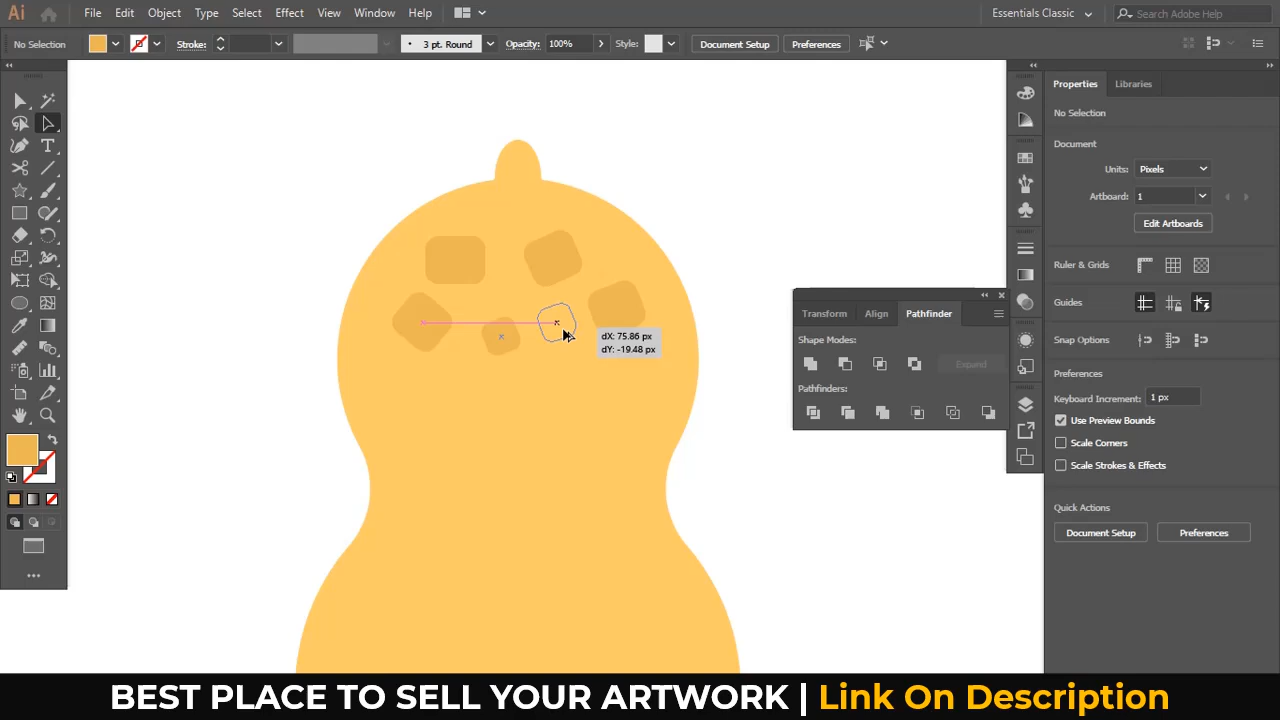 Ai File Edit Object Type Select Effect View Window Help Essentials Classic Search Adobe Help
No Selection Stroke: 3 pt. Round Opacity: 100% Style: Document Setup Preferences
Properties Libraries
No Selection
Document
Units: Pixels
Artboard: 1
Edit Artboards
Ruler & Grids
Guides
Transform Align Pathfinder
Shape Modes:
Expand
Pathfinders:
dX: 75.86 px
dY: -19.48 px
Snap Options
Preferences
Keyboard Increment: 1 px
Use Preview Bounds
Scale Corners
Scale Strokes & Effects
Quick Actions
Document Setup Preferences
BEST PLACE TO SELL YOUR ARTWORK | Link On Description